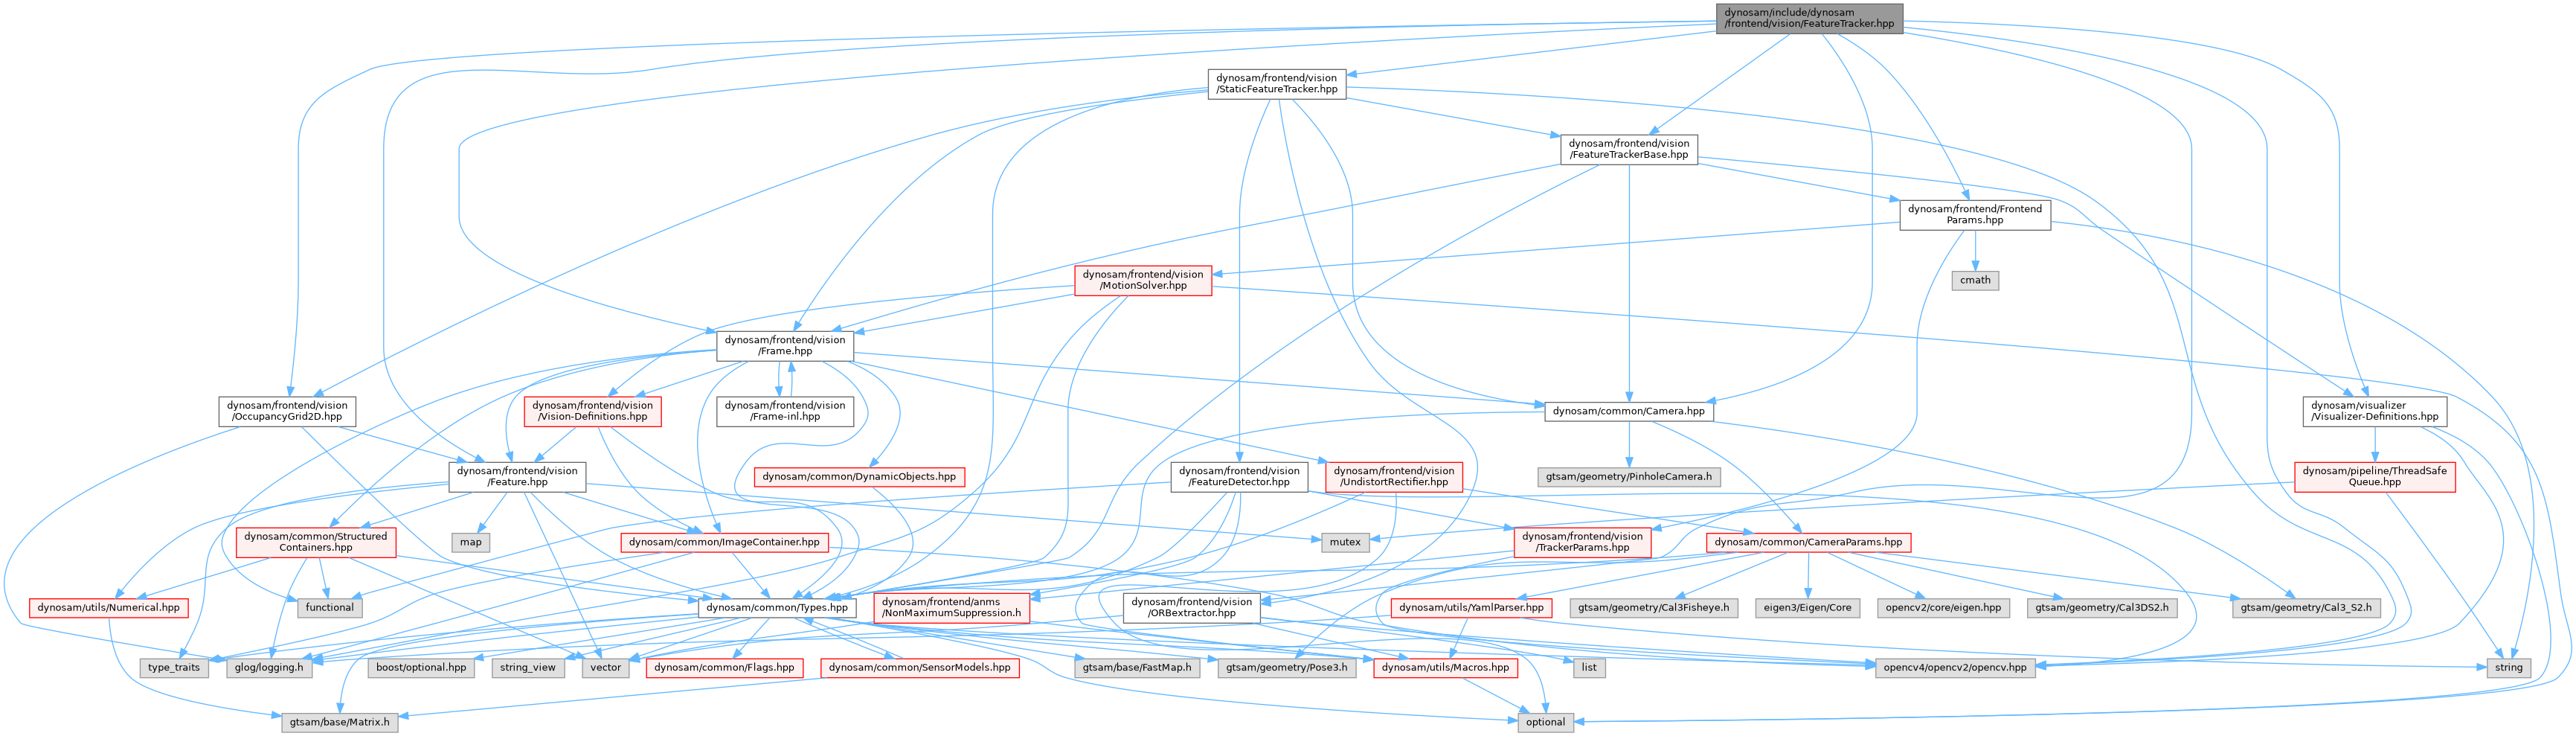 dynosam/include/dynosam
/frontend/vision/FeatureTracker.hpp
dynosam/frontend/vision
/StaticFeatureTracker.hpp
dynosam/frontend/vision
/FeatureTrackerBase.hpp
dynosam/frontend/Frontend
Params.hpp
dynosam/frontend/vision
/MotionSolver.hpp
cmath
dynosam/frontend/vision
/Frame.hpp
dynosam/frontend/vision
/OccupancyGrid2D.hpp
dynosam/frontend/vision
/Vision-Definitions.hpp
dynosam/frontend/vision
/Frame-inl.hpp
dynosam/common/Camera.hpp
dynosam/visualizer
/Visualizer-Definitions.hpp
dynosam/frontend/vision
/Feature.hpp
dynosam/common/DynamicObjects.hpp
dynosam/frontend/vision
/FeatureDetector.hpp
dynosam/frontend/vision
/UndistortRectifier.hpp
gtsam/geometry/PinholeCamera.h
dynosam/pipeline/ThreadSafe
Queue.hpp
dynosam/common/Structured
Containers.hpp
map
dynosam/common/ImageContainer.hpp
mutex
dynosam/frontend/vision
/TrackerParams.hpp
dynosam/common/CameraParams.hpp
dynosam/utils/Numerical.hpp
functional
dynosam/common/Types.hpp
dynosam/frontend/anms
/NonMaximumSuppression.h
dynosam/frontend/vision
/ORBextractor.hpp
dynosam/utils/YamlParser.hpp
gtsam/geometry/Cal3Fisheye.h
eigen3/Eigen/Core
opencv2/core/eigen.hpp
gtsam/geometry/Cal3DS2.h
gtsam/geometry/Cal3_S2.h
type_traits
glog/logging.h
boost/optional.hpp
string_view
vector
dynosam/common/Flags.hpp
dynosam/common/SensorModels.hpp
gtsam/base/FastMap.h
gtsam/geometry/Pose3.h
dynosam/utils/Macros.hpp
list
opencv4/opencv2/opencv.hpp
string
gtsam/base/Matrix.h
optional